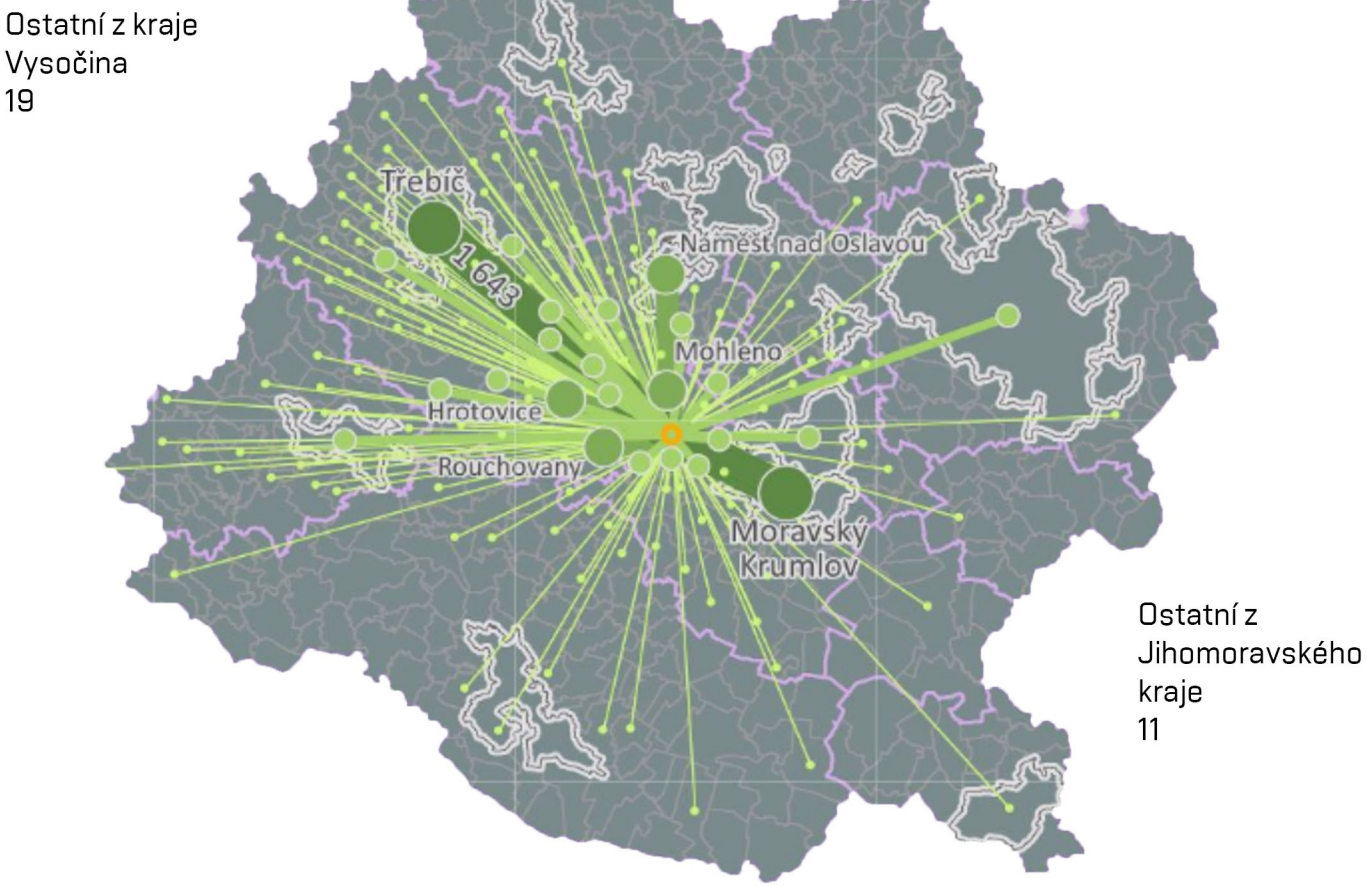 Ostatní z kraje
Vysočina
19
Třebíč
1 643
Náměšť nad Oslavou
Mohleno
Hrotovice
Rouchovany
Moravský
Krumlov
Ostatní z
Jihomoravského
kraje
11